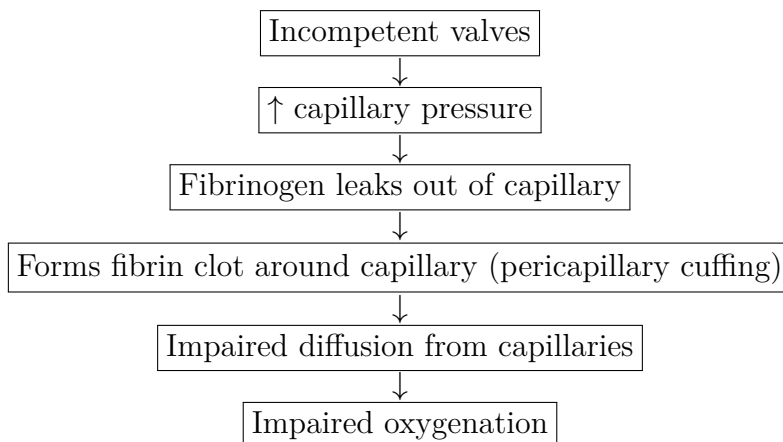 Incompetent valves
↑ capillary pressure
Fibrinogen leaks out of capillary
Forms fibrin clot around capillary (pericapillary cuffing)
Impaired diffusion from capillaries
Impaired oxygenation